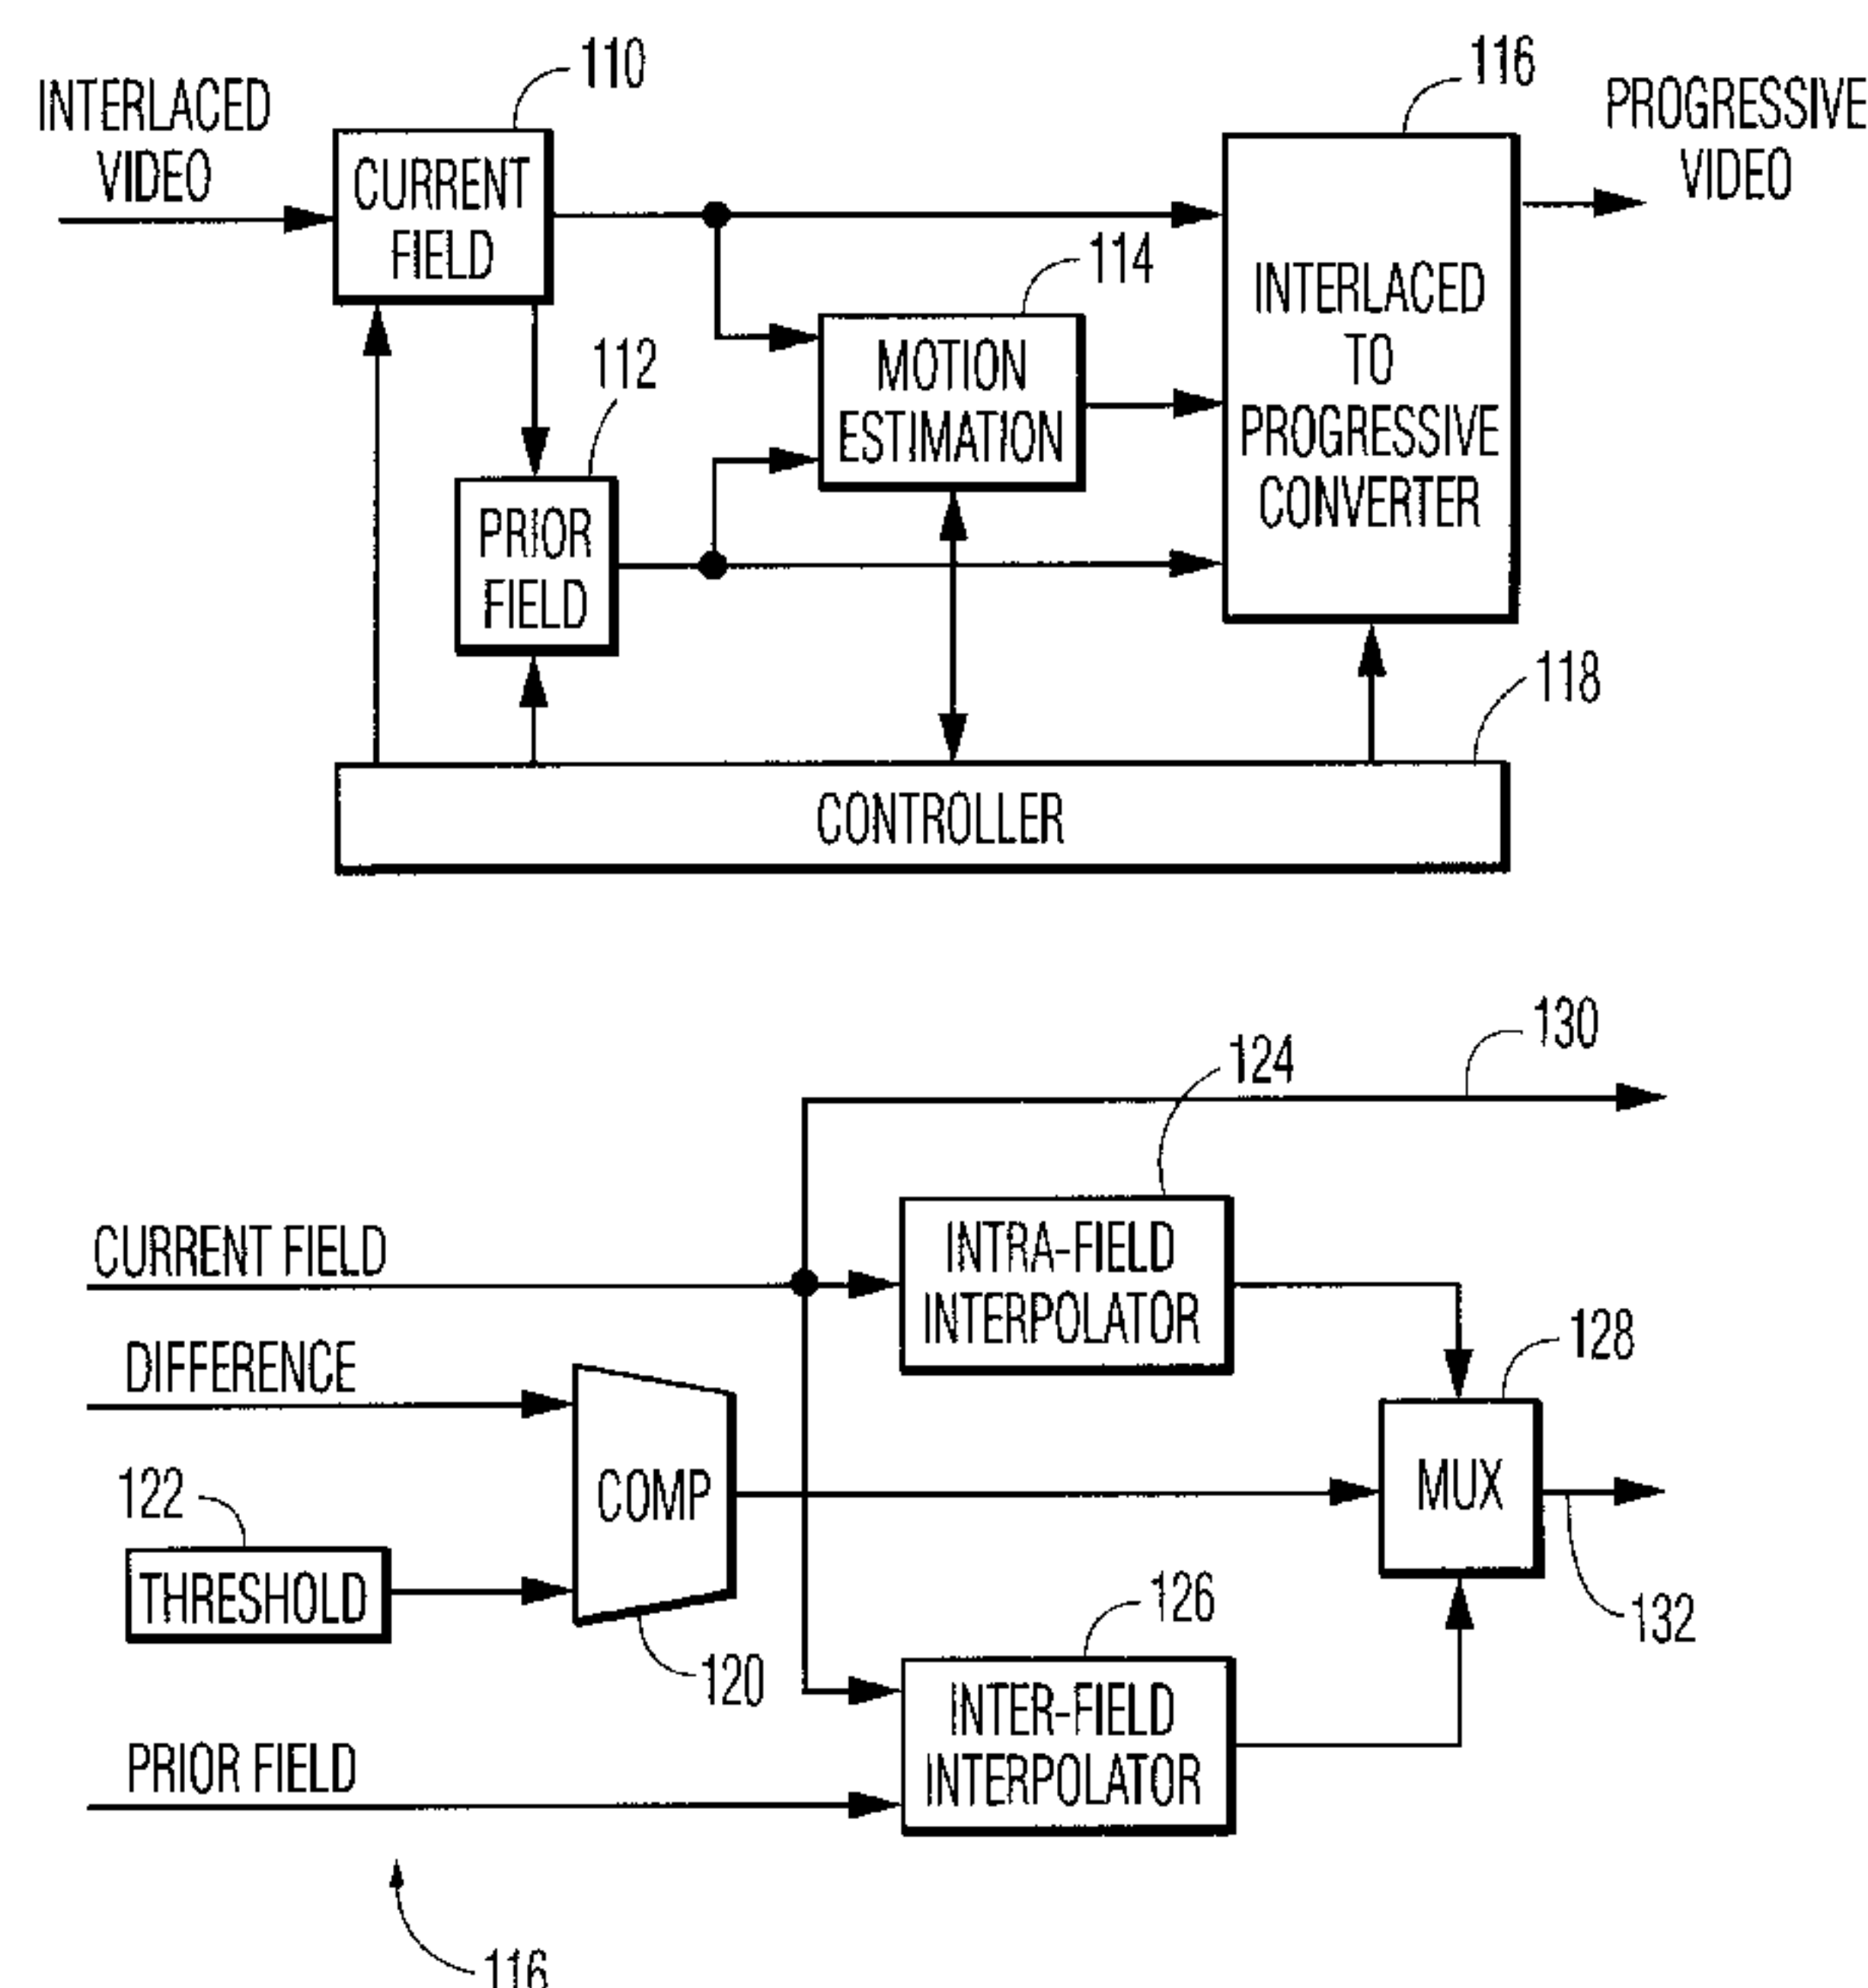 110
116
INTERLACED
VIDEO
PROGRESSIVE
VIDEO
CURRENT
FIELD
114
INTERLACED
TO
PROGRESSIVE
CONVERTER
112
MOTION
ESTIMATION
PRIOR
FIELD
118
CONTROLLER
130
124
CURRENT FIELD
INTRA-FIELD
INTERPOLATOR
128
DIFFERENCE
122
COMP
MUX
THRESHOLD
126
132
120
INTER-FIELD
INTERPOLATOR
PRIOR FIELD
116